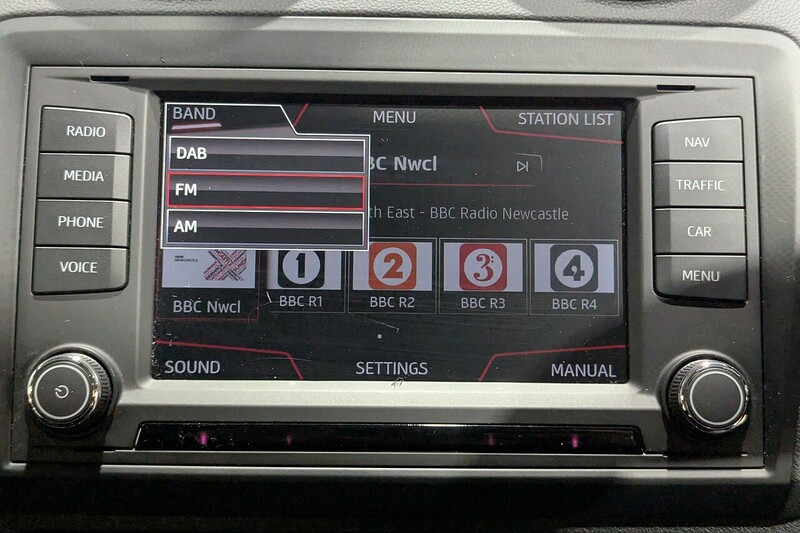 RADIO
MEDIA
PHONE
VOICE
BAND
MENU
STATION LIST
DAB
FM
AM
BC Nwcl
th East - BBC Radio Newcastle
1
2
3
4
BBC Nwcl
BBC R1
BBC R2
BBC R3
BBC R4
SOUND
SETTINGS
MANUAL
NAV
TRAFFIC
CAR
MENU